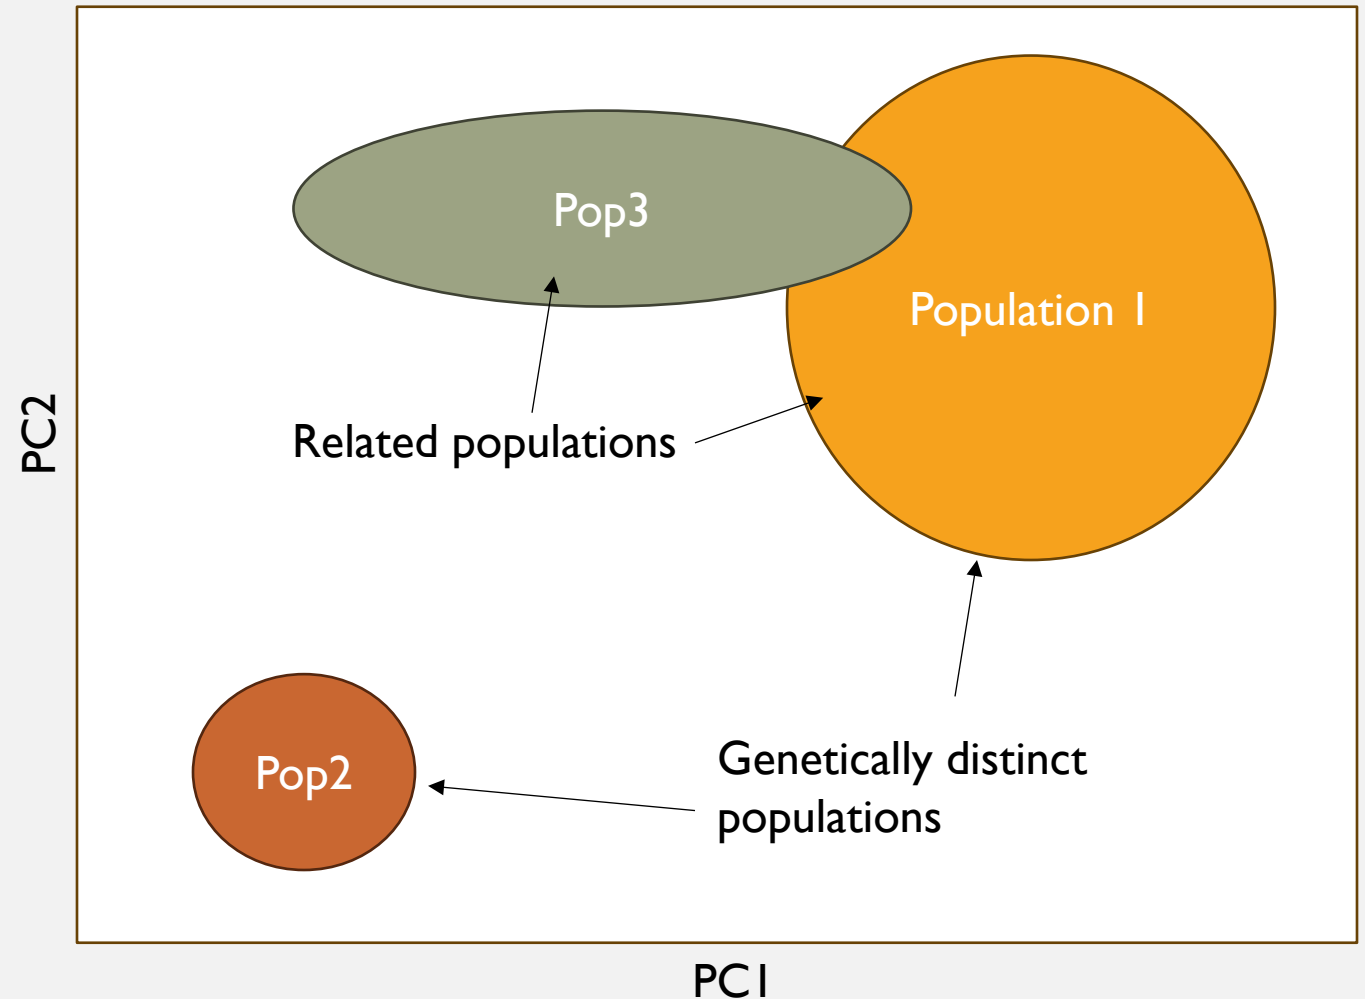 Pop3
Population 1
Related populations
PC2
Genetically distinct
populations
Pop2
PC1